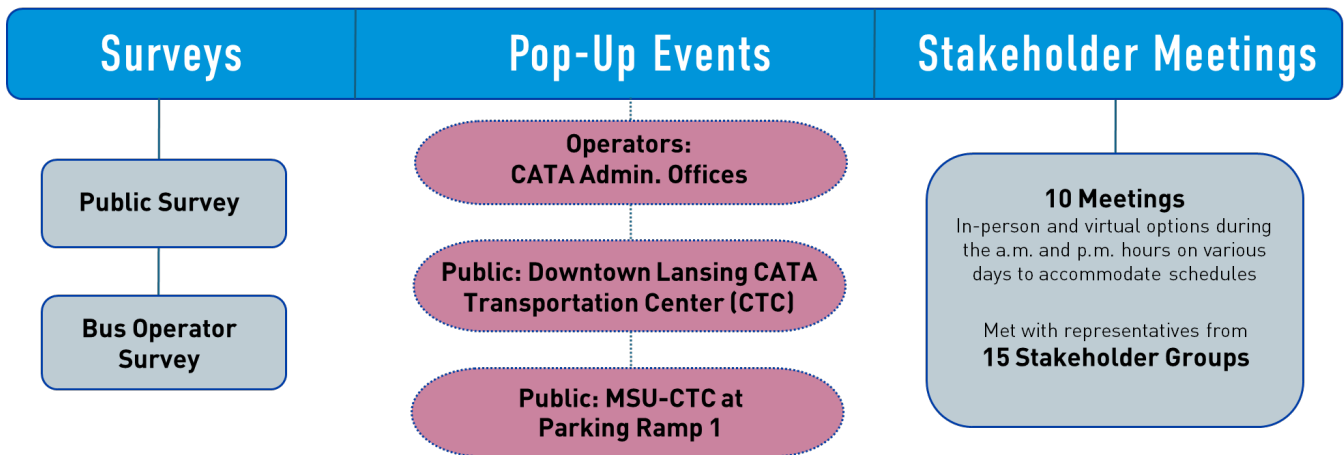 Surveys
Public Survey
Bus Operator
Survey
Pop-Up Events
Operators:
CATA Admin. Offices
Public: Downtown Lansing CATA
Transportation Center (CTC)
Public: MSU-CTC at
Parking Ramp 1
Stakeholder Meetings
10 Meetings
In-person and virtual options during
the a.m. and p.m. hours on various
days to accommodate schedules
Met with representatives from
15 Stakeholder Groups